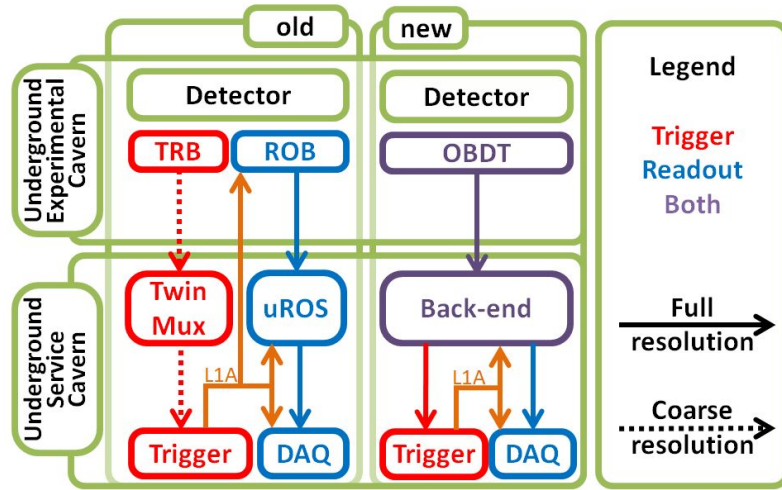 old
new
Legend
Underground
Experimental
Cavern
Detector
Detector
TRB
ROB
OBDT
Trigger
Readout
Both
Underground
Service
Cavern
Twin
Mux
uROS
Back-end
L1A
L1A
Trigger
DAQ
Trigger
DAQ
Full
resolution
Coarse
resolution